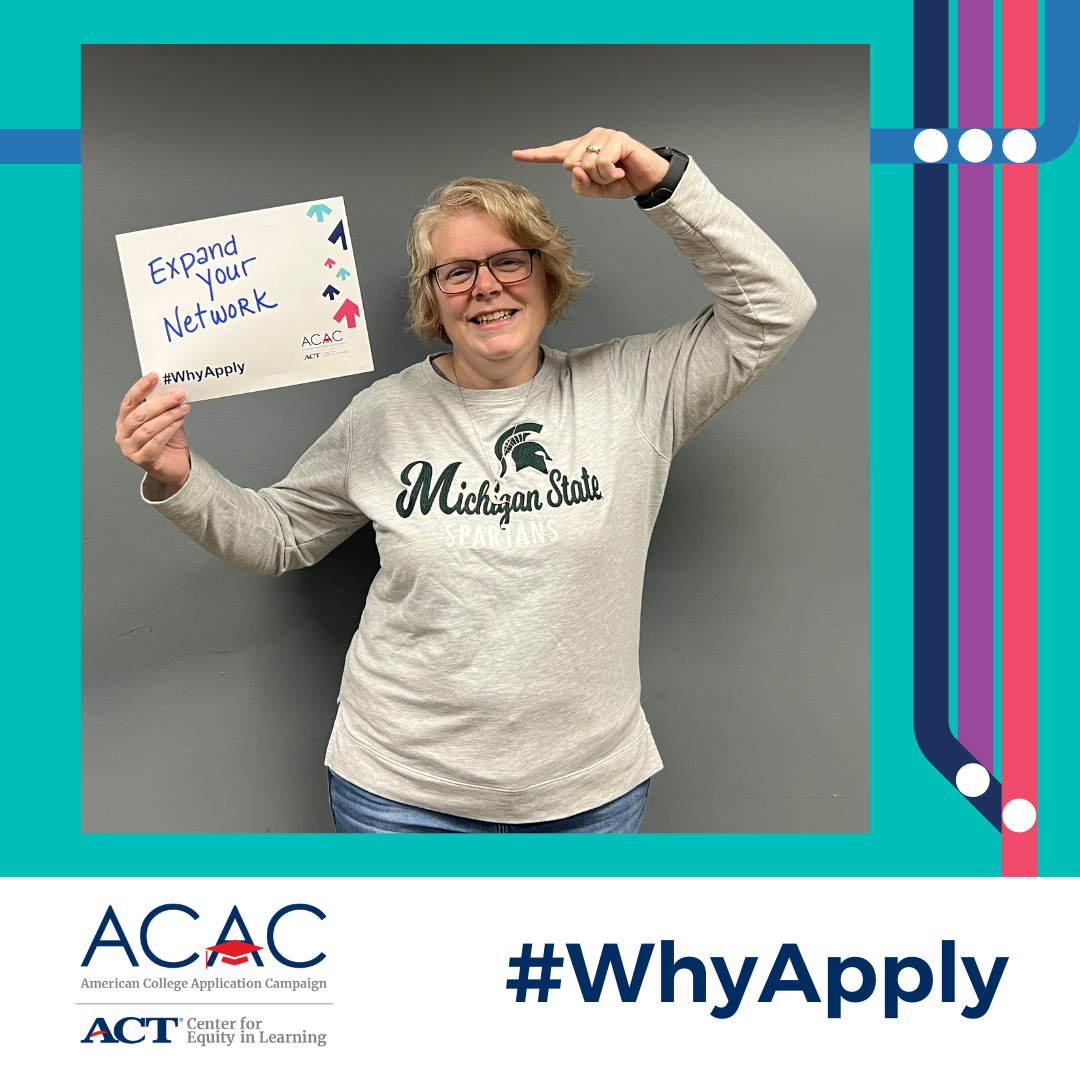 Expand
your
Network
#WhyApply
ACAC
ACT
Michigan State
SPARTANS
ACAC
American College Application Campaign
ACT® Center for
Equity in Learning
#WhyApply